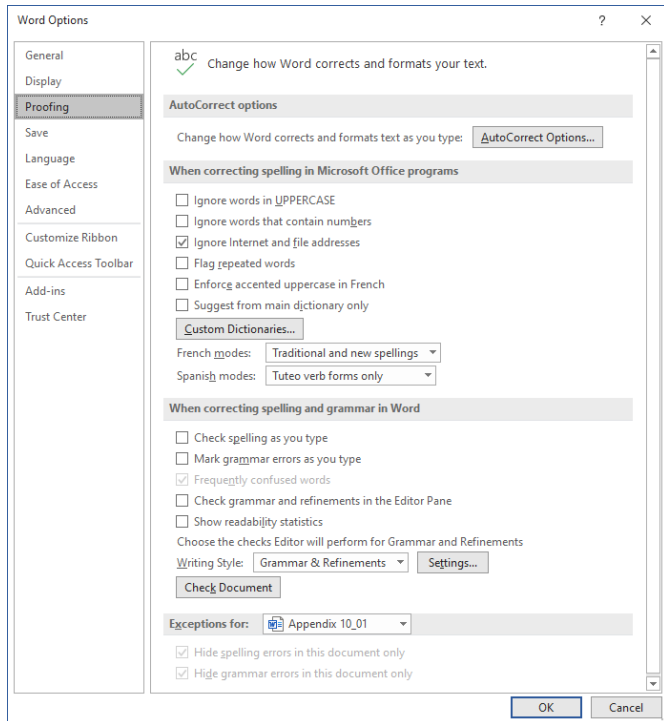 Word Options
?
General
Display
Proofing
Save
Language
Ease of Access
Advanced
Customize Ribbon
Quick Access Toolbar
Add-ins
Trust Center
abc
Change how Word corrects and formats your text.
AutoCorrect options
Change how Word corrects and formats text as you type: AutoCorrect Options...
When correcting spelling in Microsoft Office programs
Ignore words in UPPERCASE
Ignore words that contain numbers
Ignore Internet and file addresses
Flag repeated words
Enforce accented uppercase in French
Suggest from main dictionary only
Custom Dictionaries...
French modes: Traditional and new spellings
Spanish modes: Tuteo verb forms only
When correcting spelling and grammar in Word
Check spelling as you type
Mark grammar errors as you type
Frequently confused words
Check grammar and refinements in the Editor Pane
Show readability statistics
Choose the checks Editor will perform for Grammar and Refinements
Writing Style: Grammar & Refinements Settings...
Check Document
Exceptions for: Appendix 10_01
Hide spelling errors in this document only
Hide grammar errors in this document only
OK Cancel